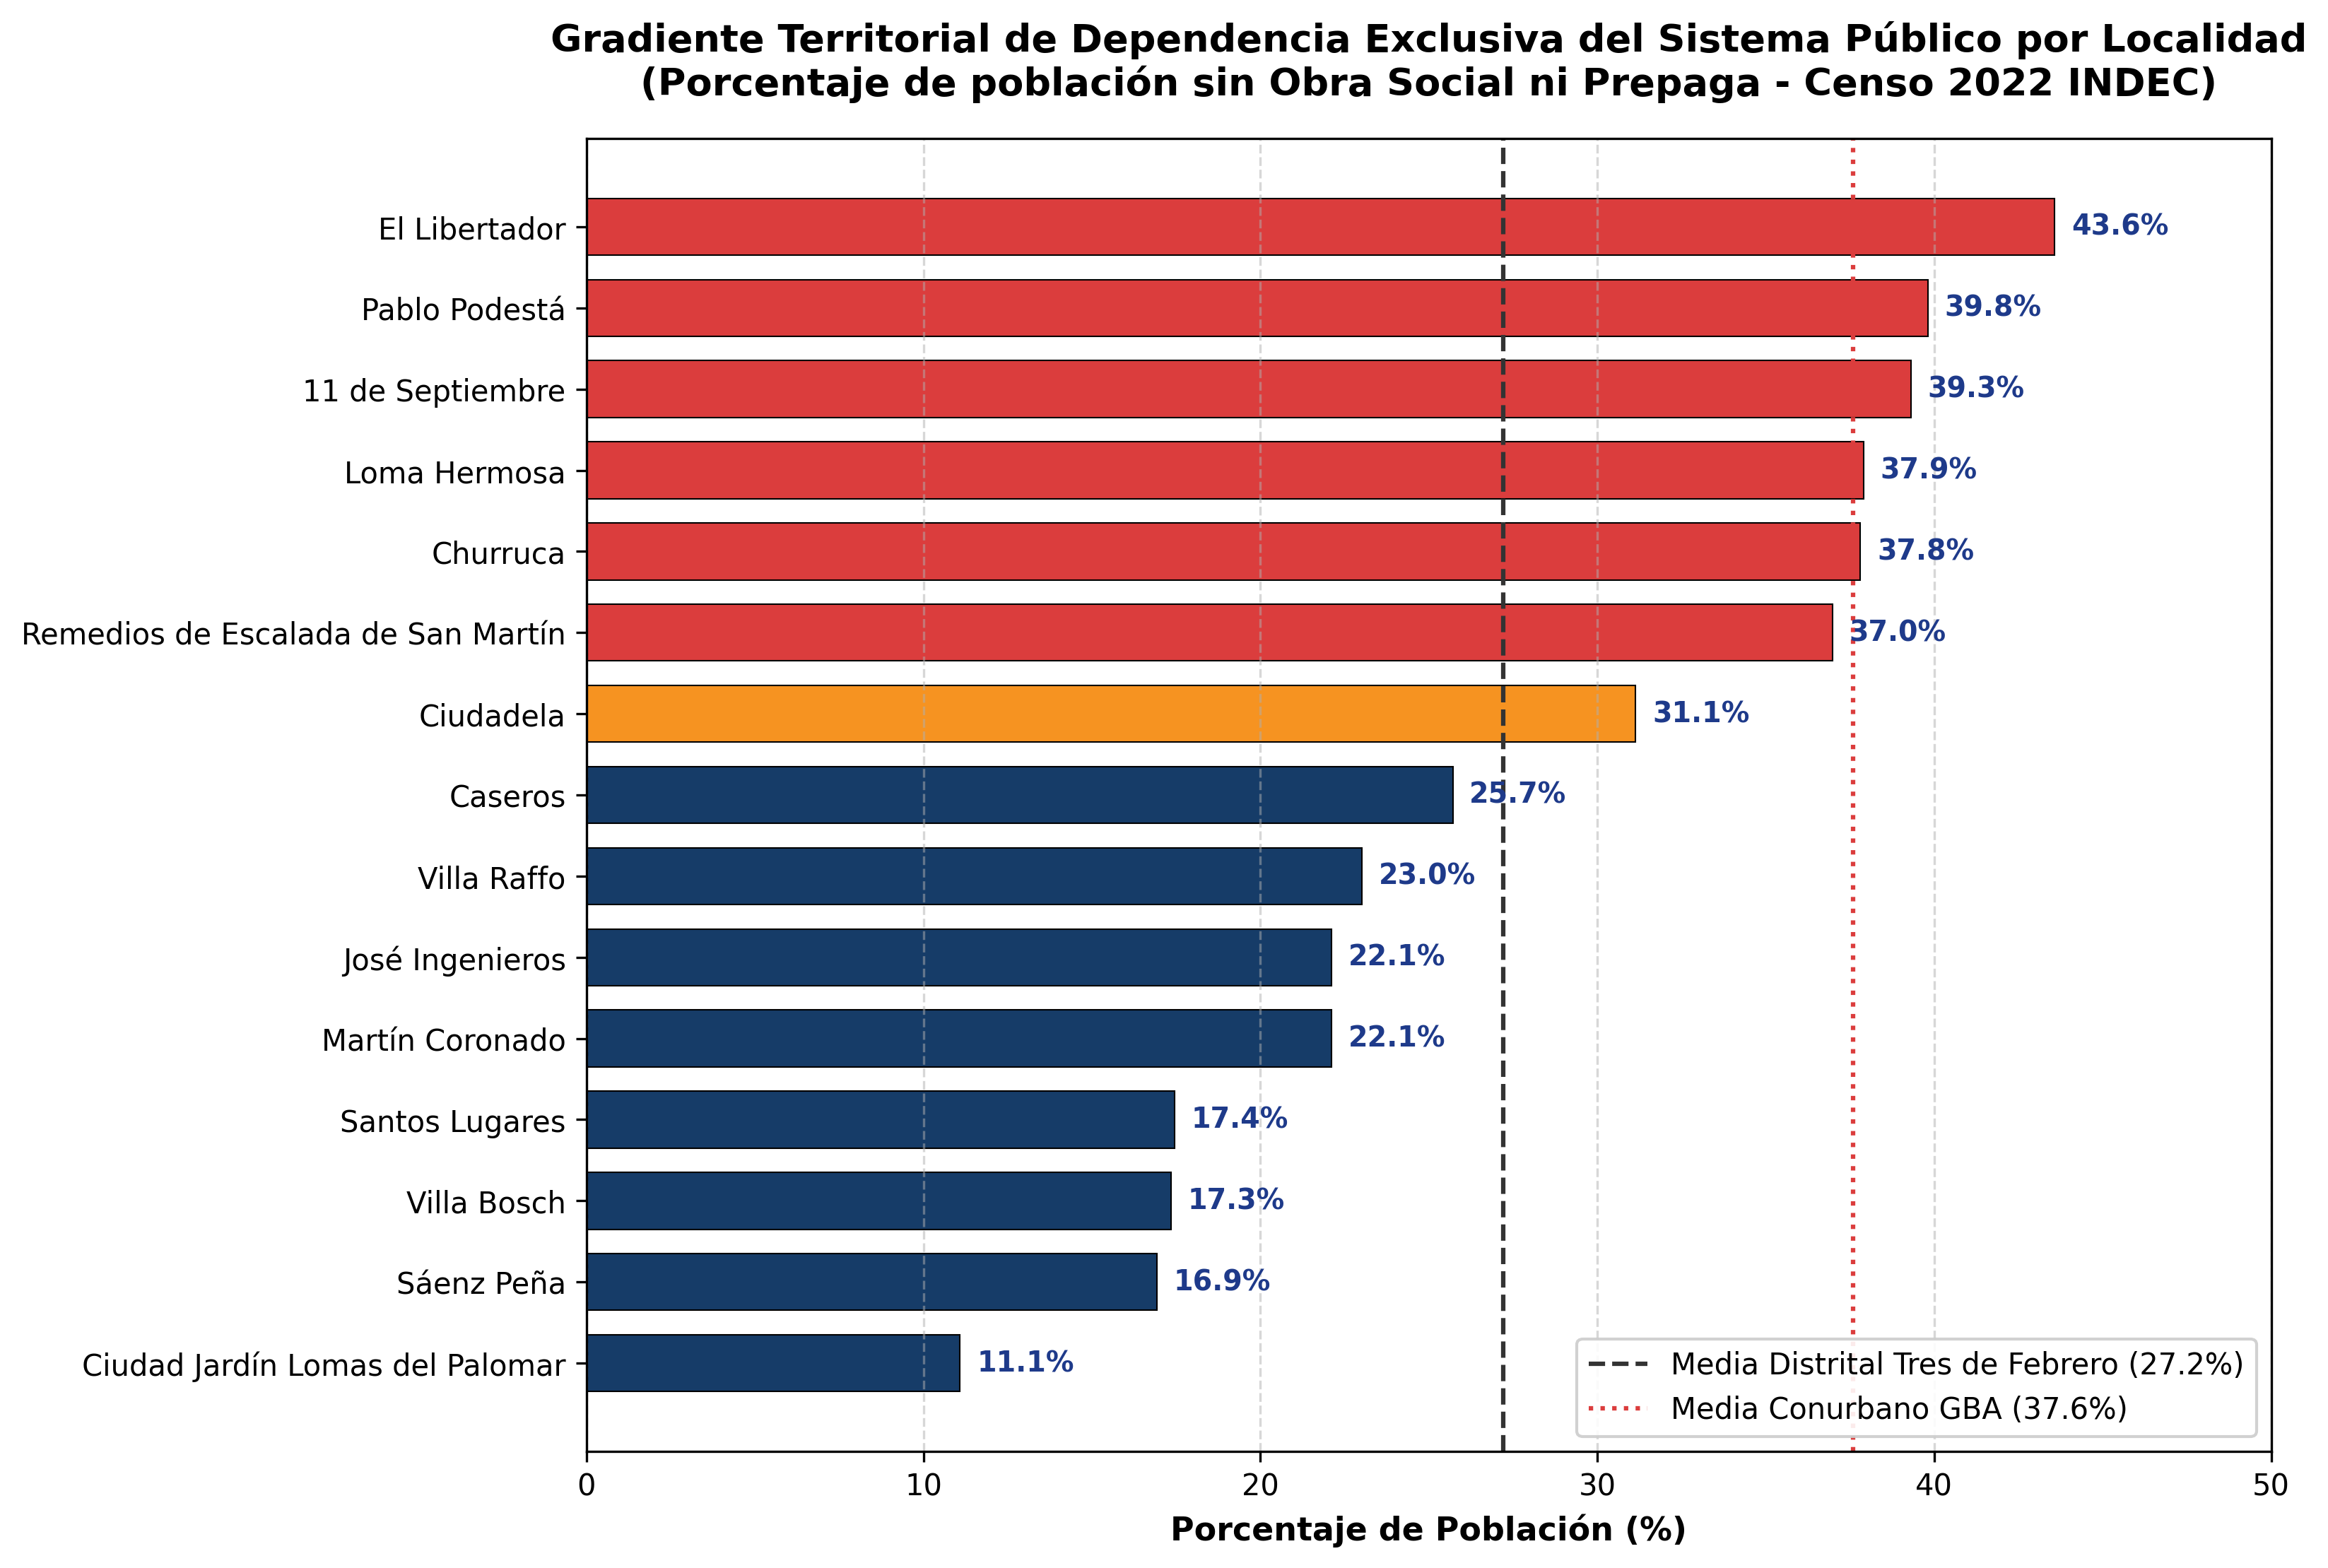 Gradiente Territorial de Dependencia Exclusiva del Sistema Público por Localidad
(Porcentaje de población sin Obra Social ni Prepaga - Censo 2022 INDEC)
El Libertador 43.6%
Pablo Podestá 39.8%
11 de Septiembre 39.3%
Loma Hermosa 37.9%
Churruca 37.8%
Remedios de Escalada de San Martín 37.0%
Ciudadela 31.1%
Caseros 25.7%
Villa Raffo 23.0%
José Ingenieros 22.1%
Martín Coronado 22.1%
Santos Lugares 17.4%
Villa Bosch 17.3%
Sáenz Peña 16.9%
Ciudad Jardín Lomas del Palomar 11.1%
Media Distrital Tres de Febrero (27.2%)
Media Conurbano GBA (37.6%)
0 10 20 30 40 50
Porcentaje de Población (%)